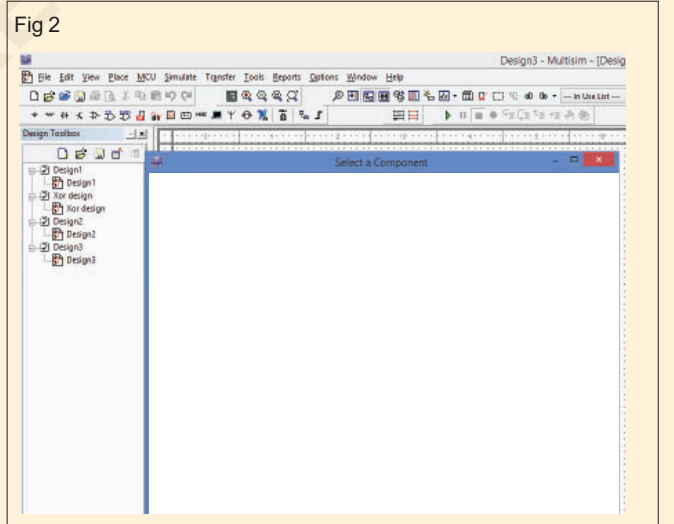 Fig 2
Design3 - Multisim - [Desig
File Edit View Place MCU Simulate Transfer Tools Reports Options Window Help
--- In Use List ---
Design Toolbox
Select a Component
Design1
Design1
Xor design
Xor design
Design2
Design2
Design3
Design3